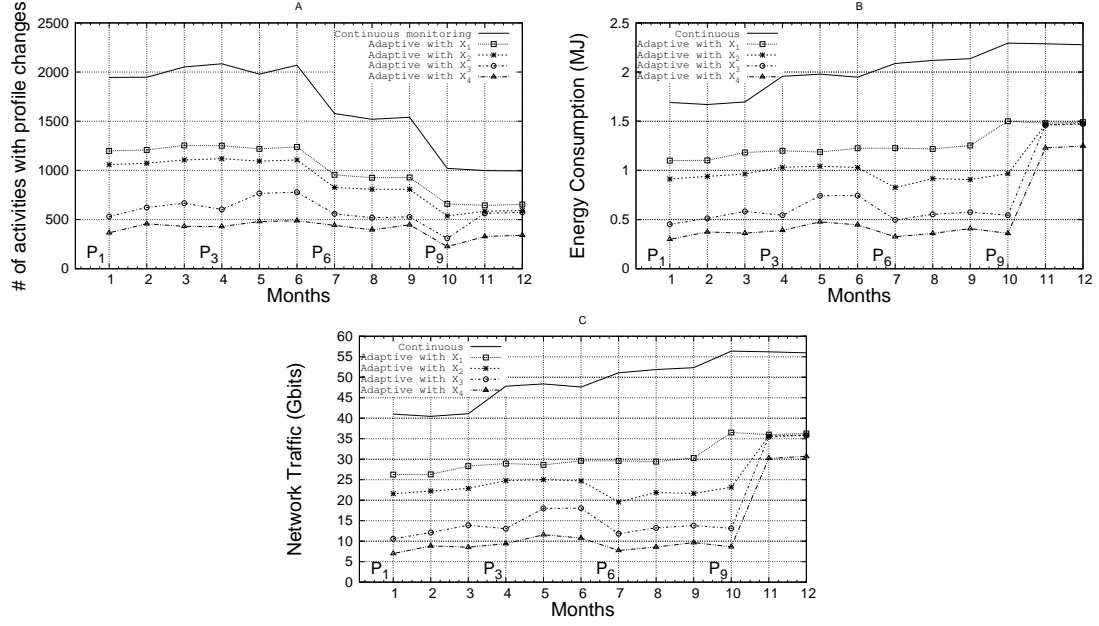 A
# of activities with profile changes
2500
2000
1500
1000
500
0
Continuous monitoring
Adaptive with X1
Adaptive with X2
Adaptive with X3
Adaptive with X4
P1 P3 P6 P9
1 2 3 4 5 6 7 8 9 10 11 12
Months
B
Energy Consumption (MJ)
2.5
2
1.5
1
0.5
0
Continuous
Adaptive with X1
Adaptive with X2
Adaptive with X3
Adaptive with X4
P1 P3 P6 P9
1 2 3 4 5 6 7 8 9 10 11 12
Months
C
Network Traffic (Gbits)
60
55
50
45
40
35
30
25
20
15
10
5
0
Continuous
Adaptive with X1
Adaptive with X2
Adaptive with X3
Adaptive with X4
P1 P3 P6 P9
1 2 3 4 5 6 7 8 9 10 11 12
Months